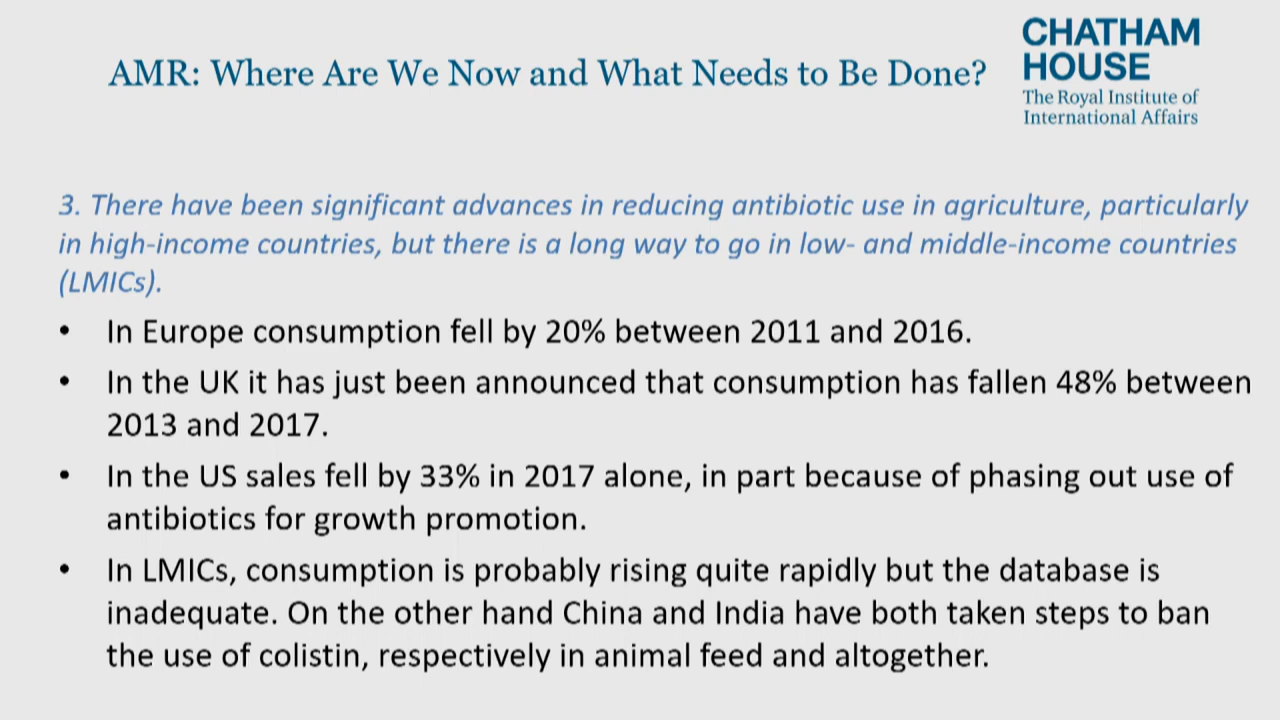 AMR: Where Are We Now and What Needs to Be Done?
CHATHAM
HOUSE
The Royal Institute of
International Affairs
3. There have been significant advances in reducing antibiotic use in agriculture, particularly
in high-income countries, but there is a long way to go in low- and middle-income countries
(LMICs).
• In Europe consumption fell by 20% between 2011 and 2016.
• In the UK it has just been announced that consumption has fallen 48% between
2013 and 2017.
• In the US sales fell by 33% in 2017 alone, in part because of phasing out use of
antibiotics for growth promotion.
• In LMICs, consumption is probably rising quite rapidly but the database is
inadequate. On the other hand China and India have both taken steps to ban
the use of colistin, respectively in animal feed and altogether.